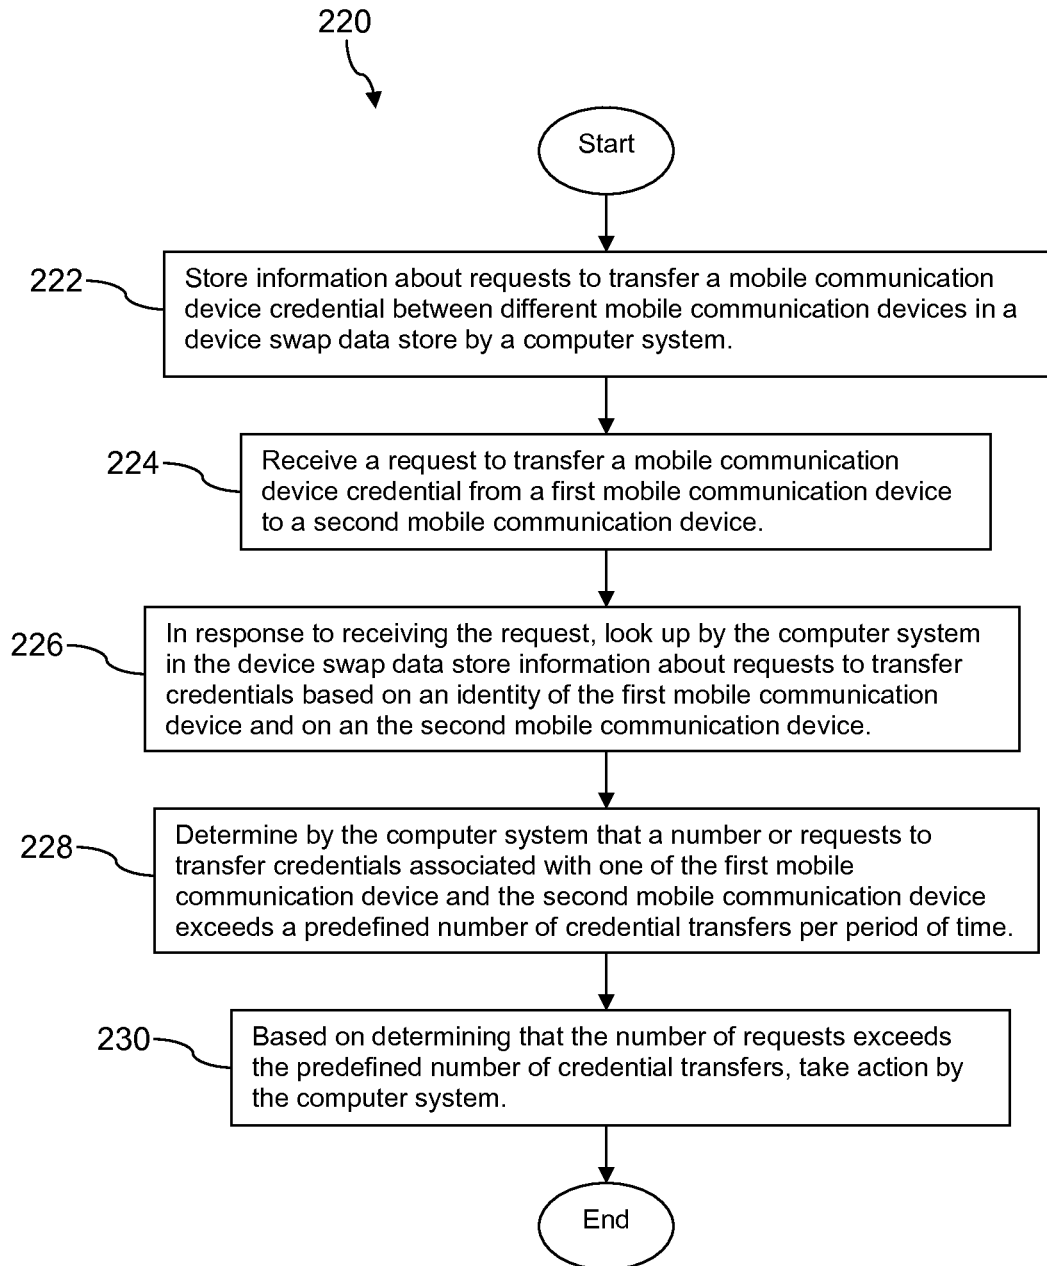 220
Start
222
Store information about requests to transfer a mobile communication
device credential between different mobile communication devices in a
device swap data store by a computer system.
224
Receive a request to transfer a mobile communication
device credential from a first mobile communication device
to a second mobile communication device.
226
In response to receiving the request, look up by the computer system
in the device swap data store information about requests to transfer
credentials based on an identity of the first mobile communication
device and on an the second mobile communication device.
228
Determine by the computer system that a number or requests to
transfer credentials associated with one of the first mobile
communication device and the second mobile communication device
exceeds a predefined number of credential transfers per period of time.
230
Based on determining that the number of requests exceeds
the predefined number of credential transfers, take action by
the computer system.
End